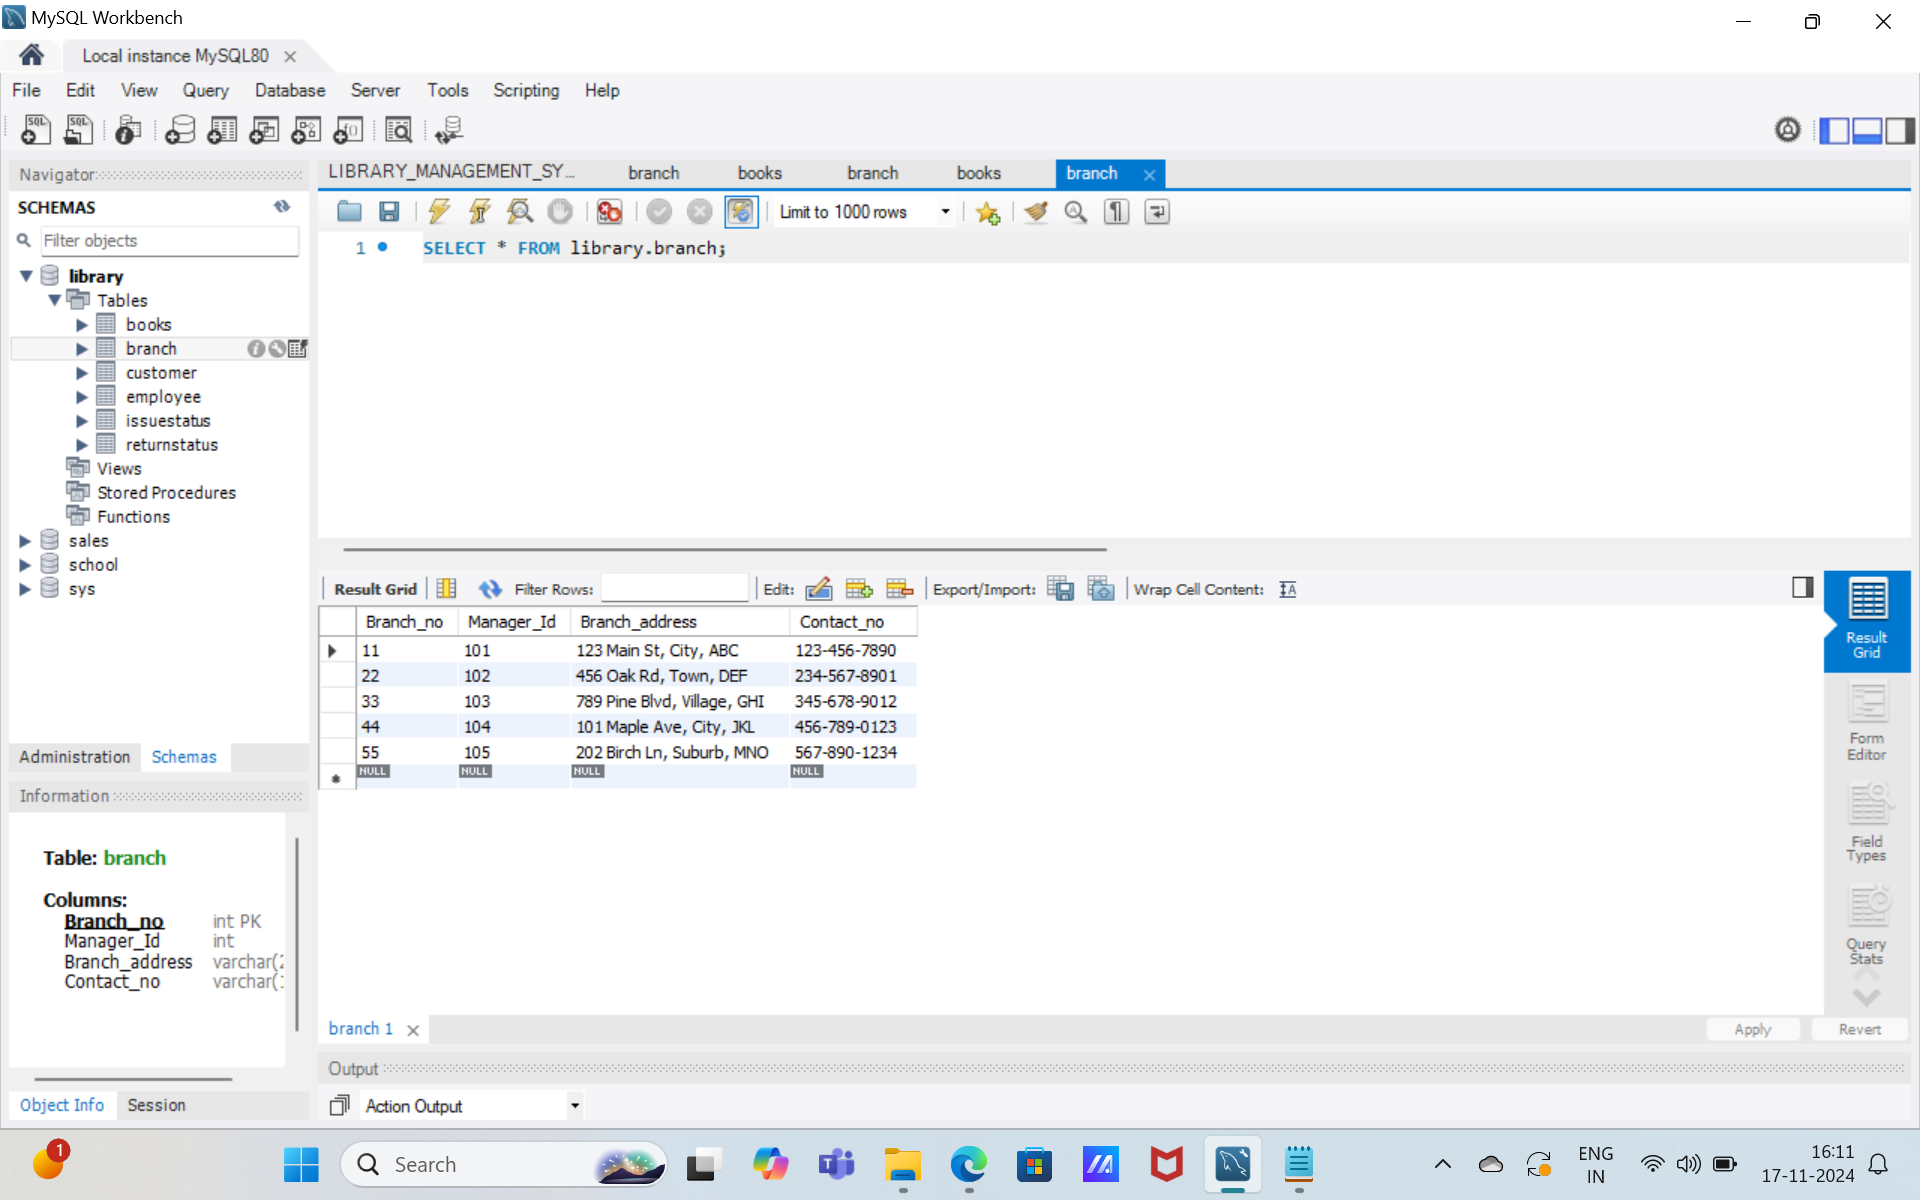 MySQL Workbench
Local instance MySQL80
File Edit View Query Database Server Tools Scripting Help
Navigator
SCHEMAS
Filter objects
library
Tables
books
branch
customer
employee
issuestatus
returnstatus
Views
Stored Procedures
Functions
sales
school
sys
Administration Schemas
Information
Table: branch
Columns:
Branch_no int PK
Manager_Id int
Branch_address varchar(2
Contact_no varchar(
Object Info Session
LIBRARY_MANAGEMENT_SY... branch books branch books branch
Limit to 1000 rows
1 SELECT * FROM library.branch;
Result Grid Filter Rows: Edit: Export/Import: Wrap Cell Content:
Branch_no Manager_Id Branch_address Contact_no
11 101 123 Main St, City, ABC 123-456-7890
22 102 456 Oak Rd, Town, DEF 234-567-8901
33 103 789 Pine Blvd, Village, GHI 345-678-9012
44 104 101 Maple Ave, City, JKL 456-789-0123
55 105 202 Birch Ln, Suburb, MNO 567-890-1234
NULL NULL NULL NULL
Result
Grid
Form
Editor
Field
Types
Query
Stats
branch 1
Apply Revert
Output
Action Output
1
Search
ENG
IN
16:11
17-11-2024